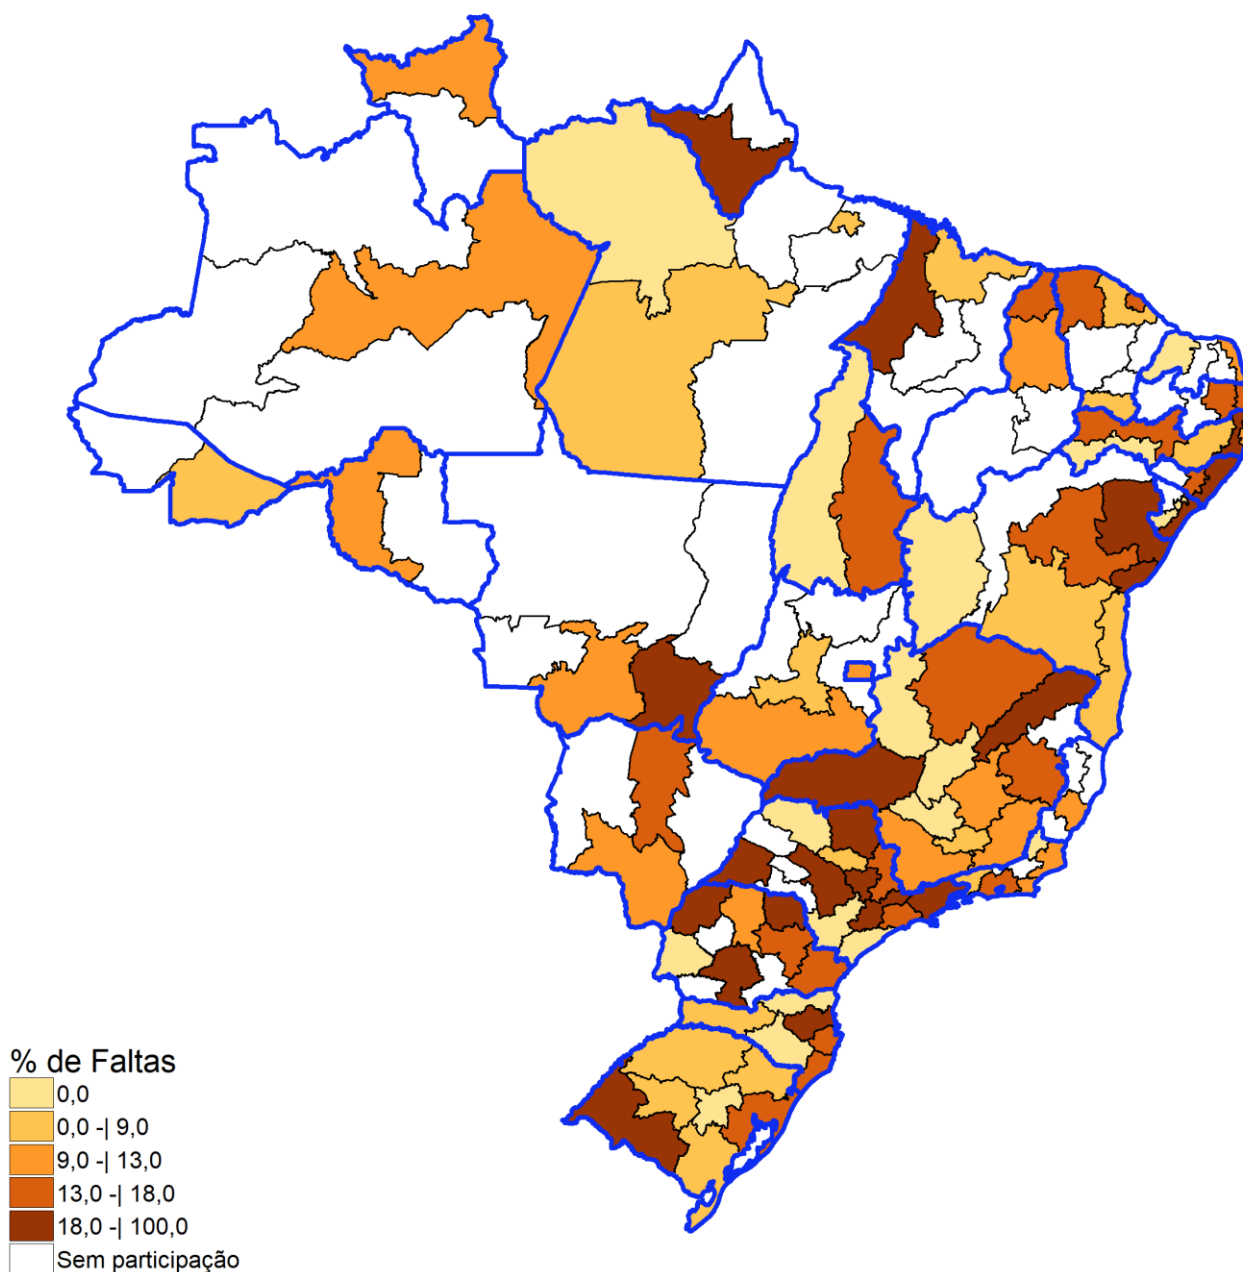 % de Faltas
0,0
0,0 -| 9,0
9,0 -| 13,0
13,0 -| 18,0
18,0 -| 100,0
Sem participação